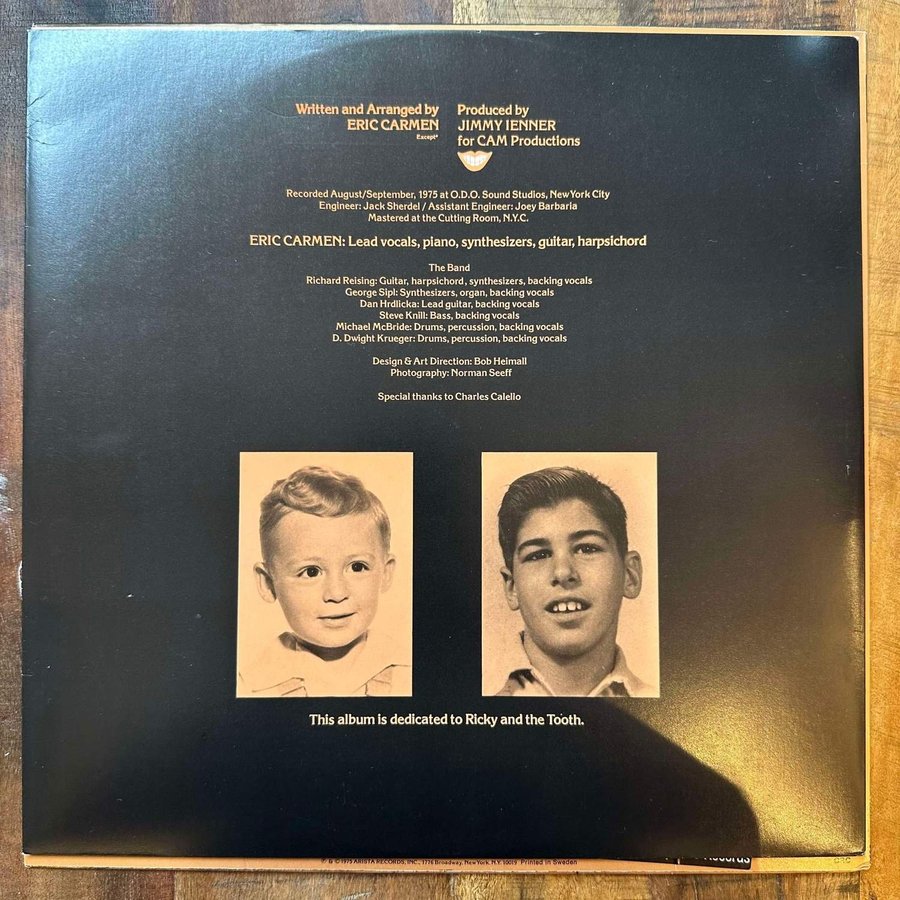 Written and Arranged by
ERIC CARMEN
Except*
Produced by
JIMMY IENNER
for CAM Productions
Recorded August/September, 1975 at O.D.O. Sound Studios, New York City
Engineer: Jack Sherdel / Assistant Engineer: Joey Barbaria
Mastered at the Cutting Room, N.Y.C.
ERIC CARMEN: Lead vocals, piano, synthesizers, guitar, harpsichord
The Band
Richard Reising: Guitar, harpsichord, synthesizers, backing vocals
George Sipl: Synthesizers, organ, backing vocals
Dan Hrdlicka: Lead guitar, backing vocals
Steve Knill: Bass, backing vocals
Michael McBride: Drums, percussion, backing vocals
D. Dwight Krueger: Drums, percussion, backing vocals
Design & Art Direction: Bob Heimall
Photography: Norman Seeff
Special thanks to Charles Calello
This album is dedicated to Ricky and the Tooth.
℗ & © 1975 ARISTA RECORDS, INC., 1776 Broadway, New York, N.Y. 10019 Printed in Sweden